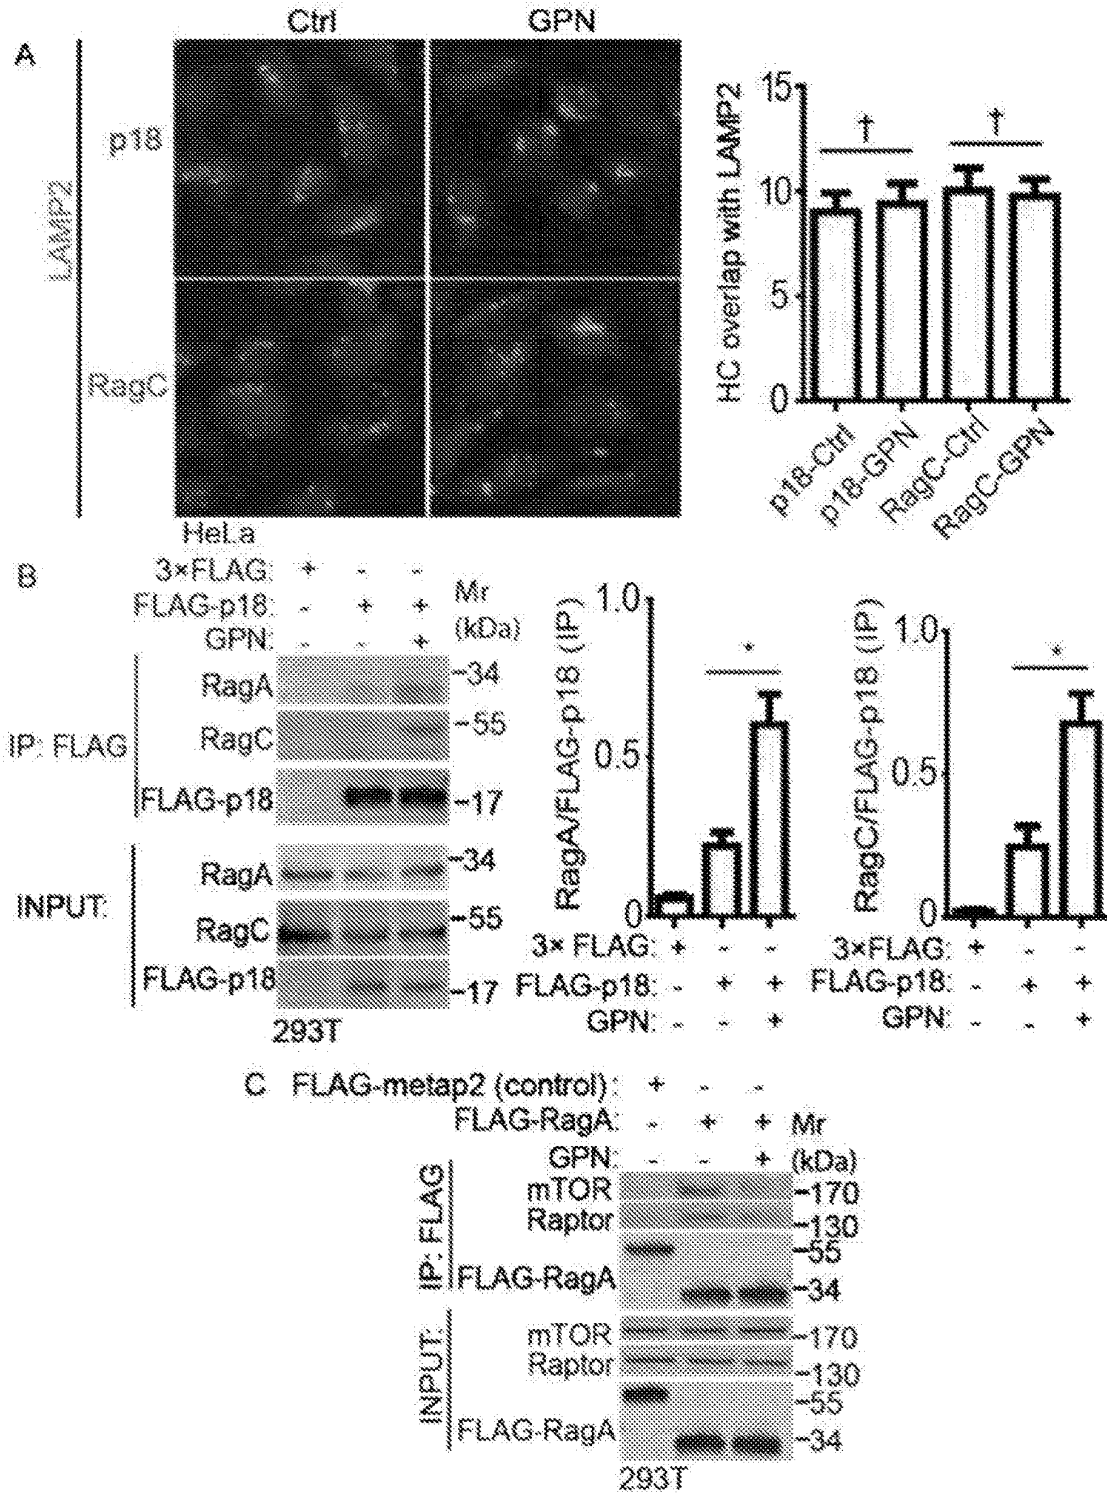 A
Ctrl
GPN
LAMP2
p18
RagC
HeLa
HC overlap with LAMP2
15
10
5
0
†
†
p18-Ctrl
p18-GPN
RagC-Ctrl
RagC-GPN
B
3×FLAG: + - -
FLAG-p18: - + +
GPN: - - +
Mr
(kDa)
IP: FLAG
RagA
-34
RagC
-55
FLAG-p18
-17
INPUT:
RagA
-34
RagC
-55
FLAG-p18
-17
293T
RagA/FLAG-p18 (IP)
1.0
0.5
0
*
3× FLAG: + - -
FLAG-p18: - + +
GPN: - - +
RagC/FLAG-p18 (IP)
1.0
0.5
0
*
3×FLAG: + - -
FLAG-p18: - + +
GPN: - - +
C
FLAG-metap2 (control): + - -
FLAG-RagA: - + +
GPN: - - +
Mr
(kDa)
IP: FLAG
mTOR
-170
Raptor
-130
-55
FLAG-RagA
-34
INPUT:
mTOR
-170
Raptor
-130
-55
FLAG-RagA
-34
293T